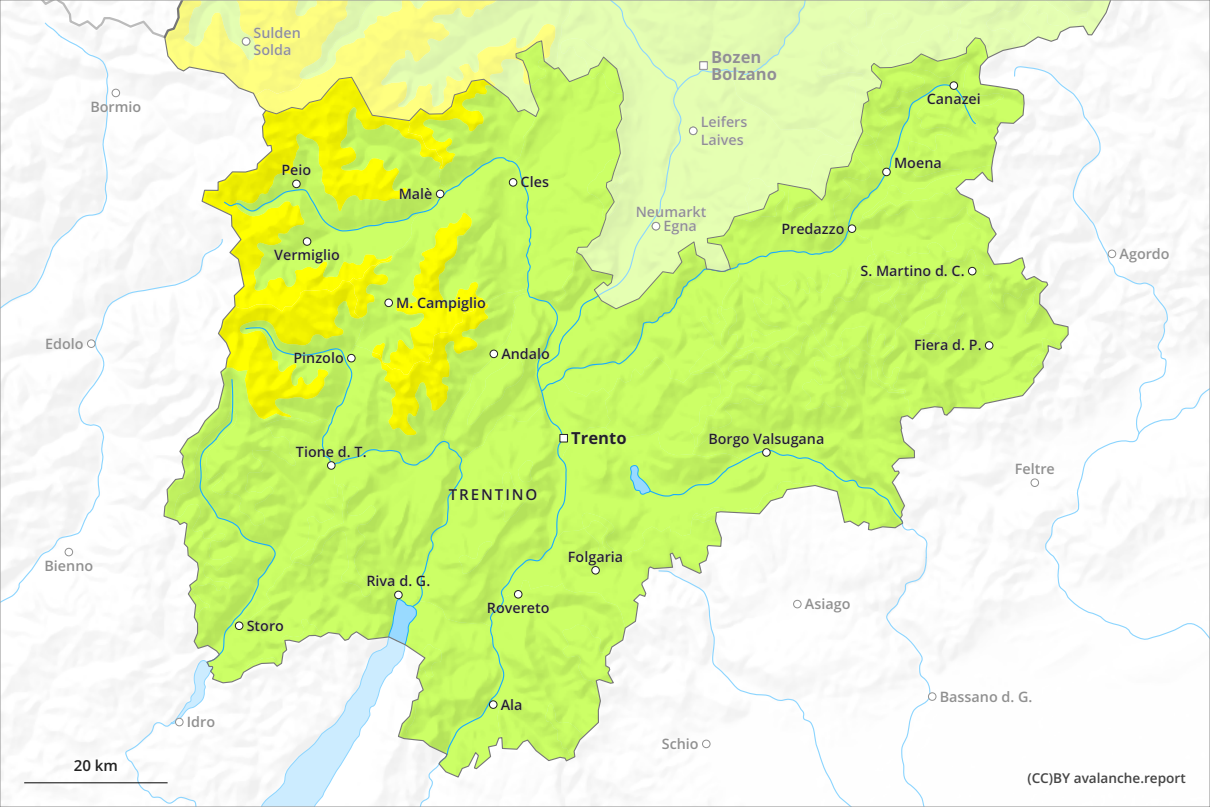 Sulden
Solda
Bozen
Bolzano
Bormio
Canazei
Leifers
Laives
Moena
Peio
Cles
Malè
Neumarkt
Egna
Predazzo
Vermiglio
Agordo
S. Martino d. C.
M. Campiglio
Edolo
Fiera d. P.
Pinzolo
Andalo
Trento
Borgo Valsugana
Tione d. T.
Feltre
TRENTINO
Bienno
Folgaria
Riva d. G.
Asiago
Rovereto
Storo
Bassano d. G.
Ala
Idro
Schio
20 km
(CC)BY avalanche.report